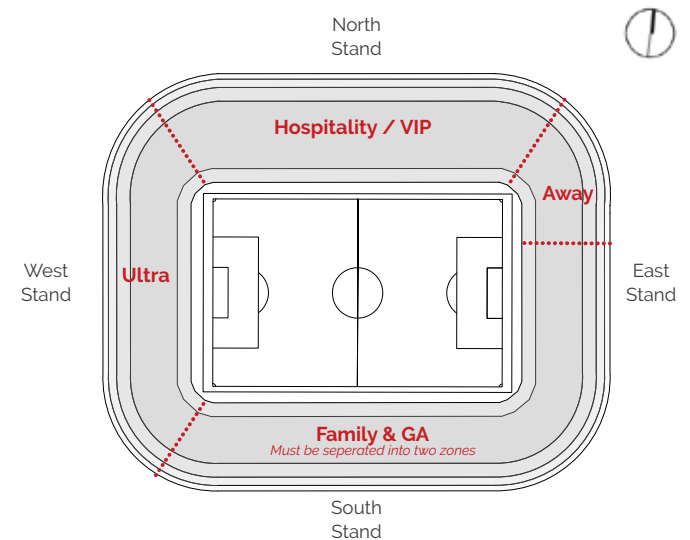 North
Stand
Hospitality / VIP
Away
West
Stand
Ultra
East
Stand
Family & GA
Must be seperated into two zones
South
Stand